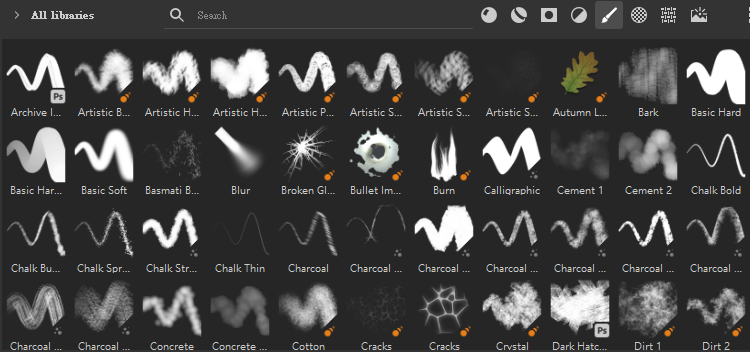 All libraries
Search
Archive I...
Artistic B...
Artistic H...
Artistic H...
Artistic P...
Artistic S...
Artistic S...
Artistic S...
Autumn L...
Bark
Basic Hard
Basic Har...
Basic Soft
Basmati B...
Blur
Broken Gl...
Bullet Im...
Burn
Calligraphic
Cement 1
Cement 2
Chalk Bold
Chalk Bu...
Chalk Spr...
Chalk Str...
Chalk Thin
Charcoal
Charcoal ...
Charcoal ...
Charcoal ...
Charcoal ...
Charcoal ...
Charcoal ...
Charcoal ...
Charcoal ...
Concrete
Concrete ...
Cotton
Cracks
Cracks
Crystal
Dark Hatc...
Dirt 1
Dirt 2
Ps
Ps